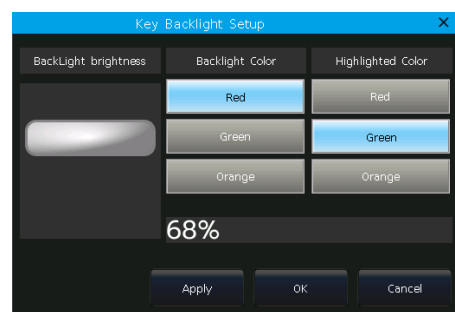 Key Backlight Setup ×
BackLight brightness Backlight Color Highlighted Color
Red Red
Green Green
Orange Orange
68%
Apply OK Cancel